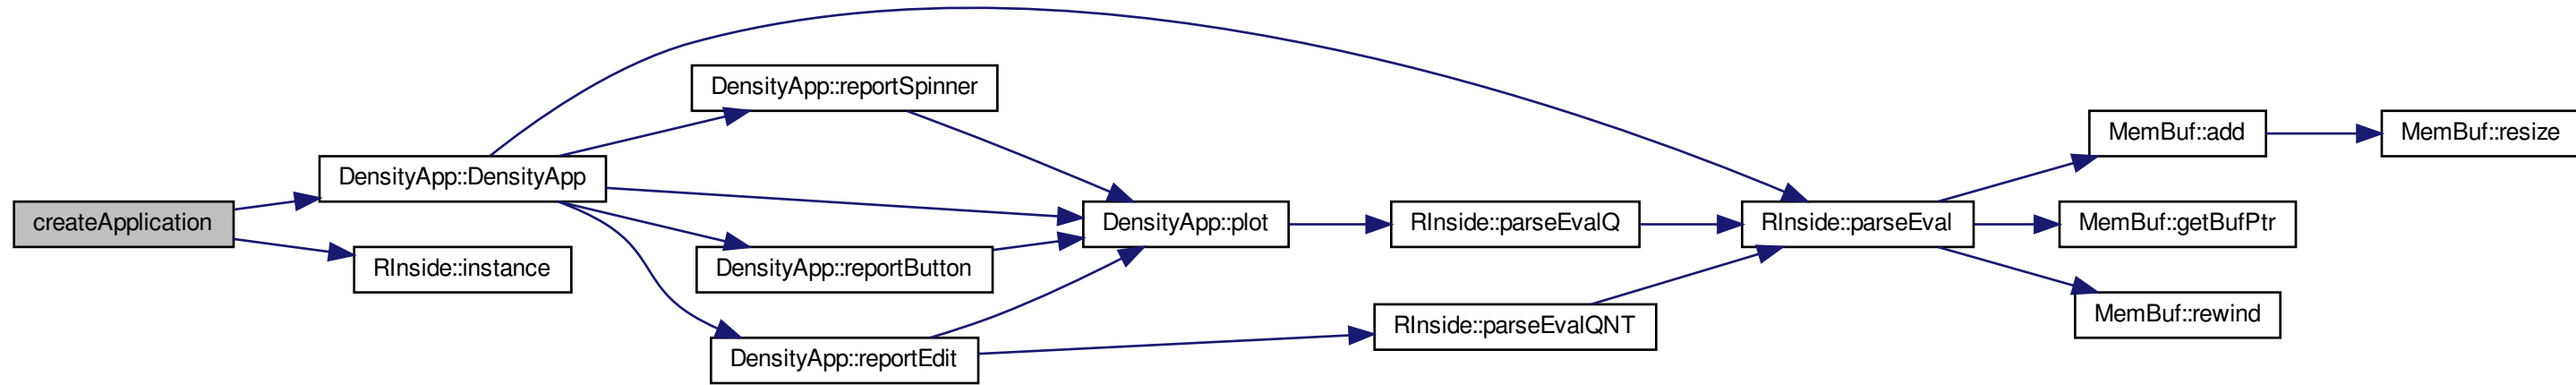 createApplication
DensityApp::DensityApp
RInside::instance
DensityApp::reportSpinner
DensityApp::reportButton
DensityApp::reportEdit
DensityApp::plot
RInside::parseEvalQ
RInside::parseEvalQNT
RInside::parseEval
MemBuf::add
MemBuf::getBufPtr
MemBuf::rewind
MemBuf::resize